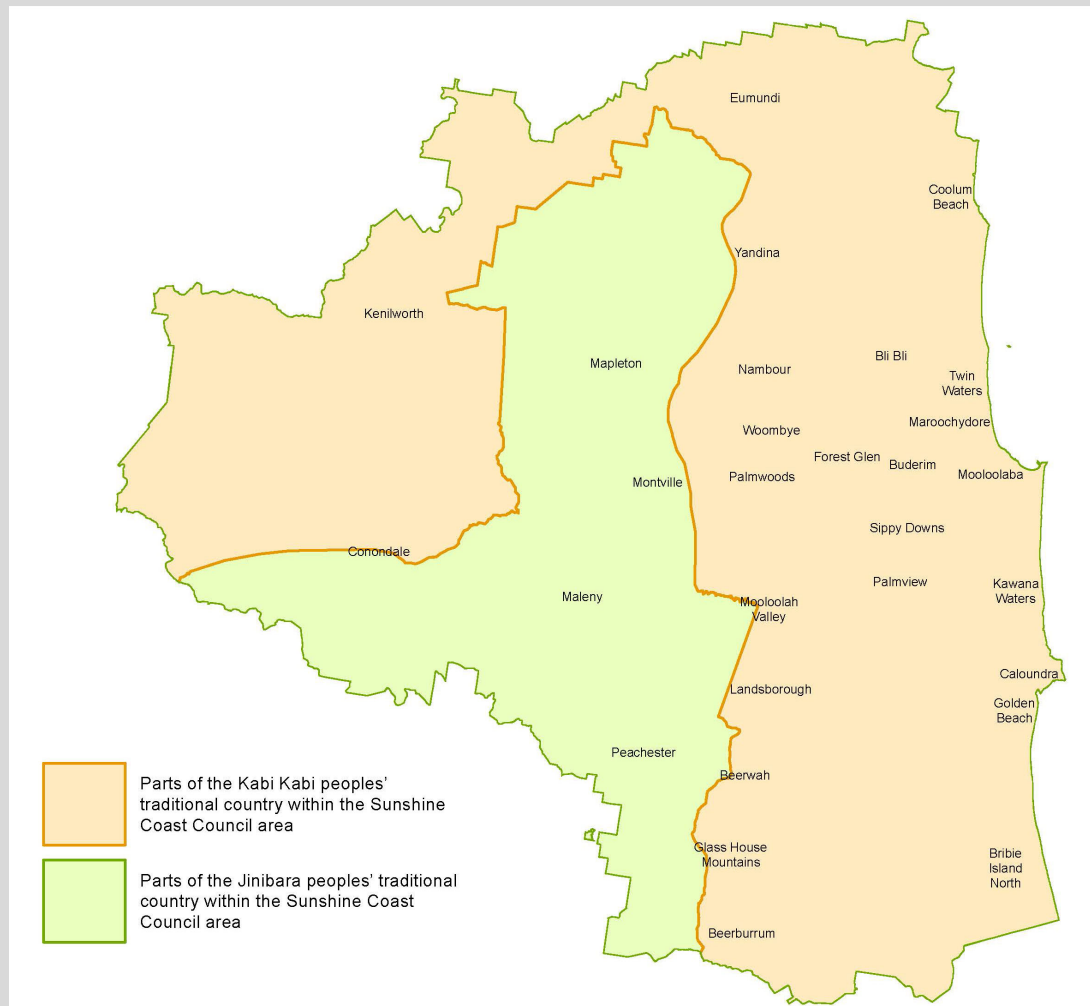 Eumundi
Coolum
Beach
Yandina
Kenilworth
Bli Bli
Mapleton
Nambour
Twin
Waters
Maroochydore
Woombye
Forest Glen
Buderim
Mooloolaba
Palmwoods
Montville
Sippy Downs
Conondale
Palmview
Kawana
Waters
Maleny
Mooloolah
Valley
Caloundra
Landsborough
Golden
Beach
Peachester
Beerwah
Glass House
Mountains
Bribie
Island
North
Beerburrum
Parts of the Kabi Kabi peoples’
traditional country within the Sunshine
Coast Council area
Parts of the Jinibara peoples’ traditional
country within the Sunshine Coast
Council area